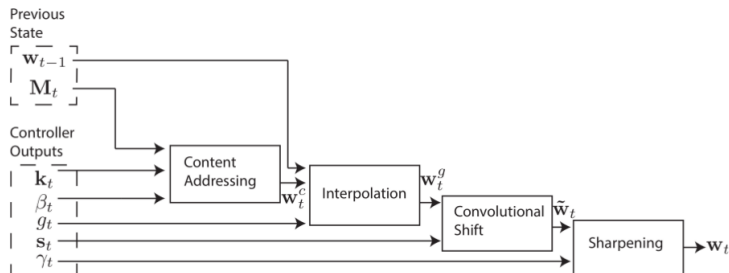 Previous
State
w_{t−1}
M_t
Controller
Outputs
k_t
β_t
g_t
s_t
γ_t
Content
Addressing
w_t^c
Interpolation
w_t^g
Convolutional
Shift
w̃_t
Sharpening
w_t